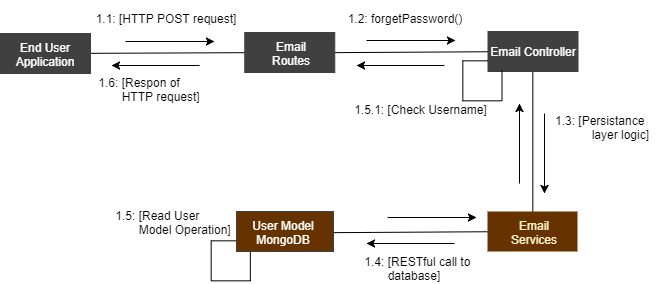 1.1: [HTTP POST request]
1.2: forgetPassword()
End User
Application
Email
Routes
Email Controller
1.6: [Respon of
HTTP request]
1.5.1: [Check Username]
1.3: [Persistance
layer logic]
1.5: [Read User
Model Operation]
User Model
MongoDB
Email
Services
1.4: [RESTful call to
database]